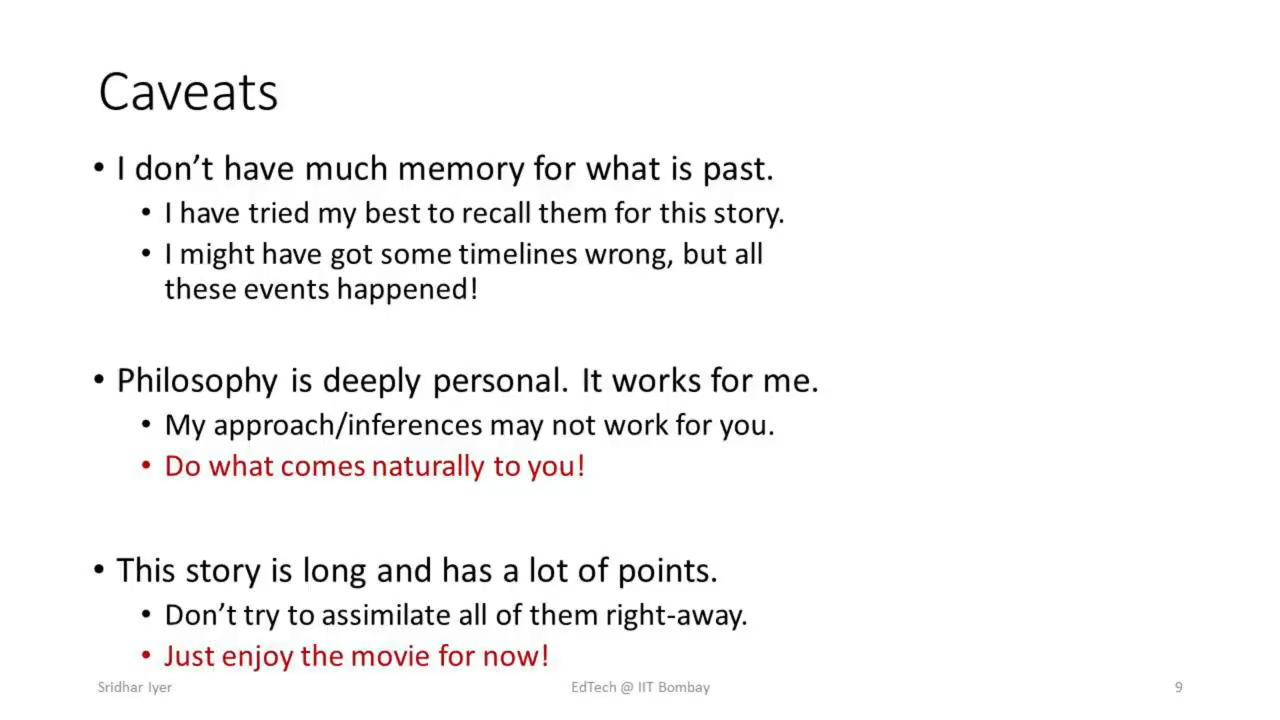 Caveats
• I don’t have much memory for what is past.
• I have tried my best to recall them for this story.
• I might have got some timelines wrong, but all
these events happened!
• Philosophy is deeply personal. It works for me.
• My approach/inferences may not work for you.
• Do what comes naturally to you!
• This story is long and has a lot of points.
• Don’t try to assimilate all of them right-away.
• Just enjoy the movie for now!
Sridhar Iyer
EdTech @ IIT Bombay
9